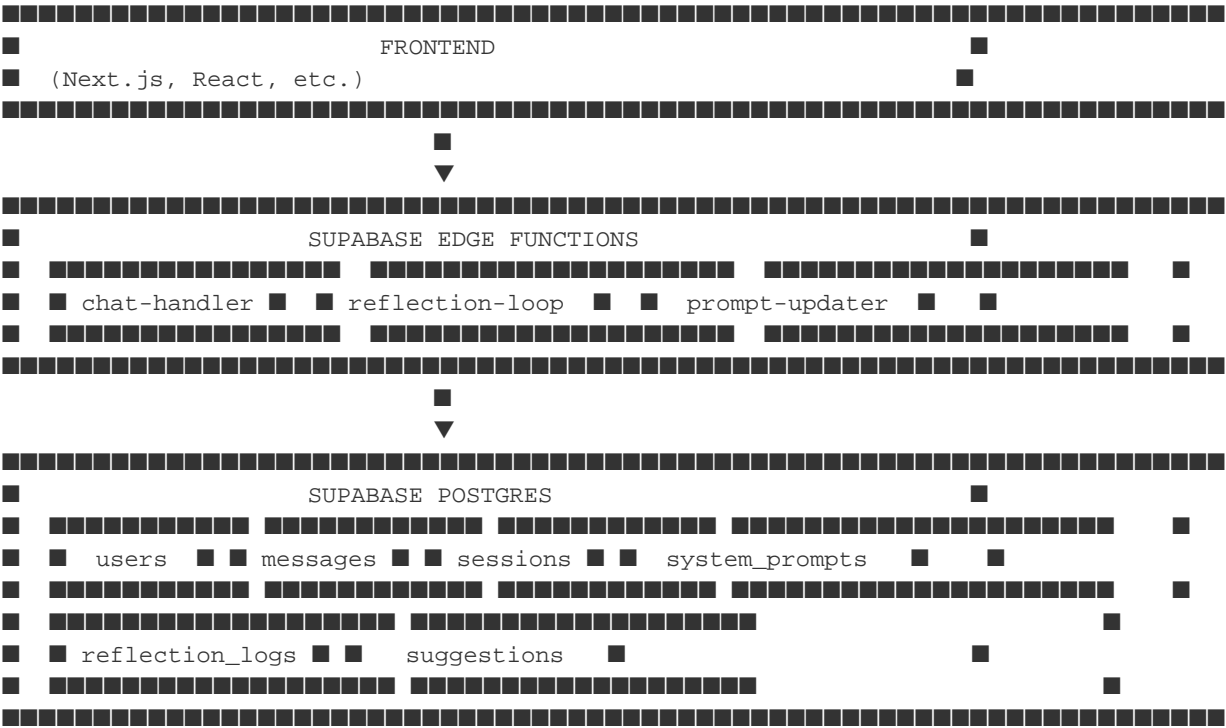 FRONTEND
(Next.js, React, etc.)
SUPABASE EDGE FUNCTIONS
chat-handler reflection-loop prompt-updater
SUPABASE POSTGRES
users messages sessions system_prompts
reflection_logs suggestions